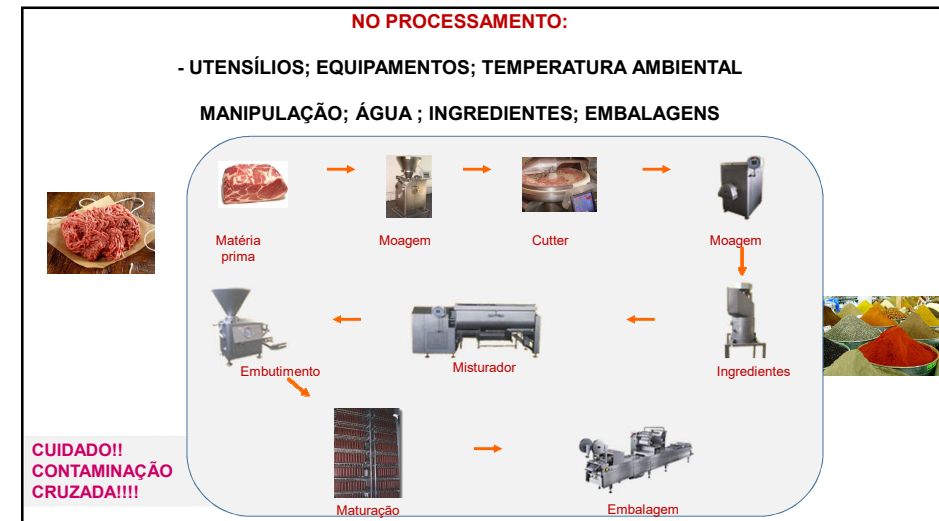 NO PROCESSAMENTO:
- UTENSÍLIOS; EQUIPAMENTOS; TEMPERATURA AMBIENTAL
MANIPULAÇÃO; ÁGUA ; INGREDIENTES; EMBALAGENS
Matéria
prima
Moagem
Cutter
Moagem
Embutimento
Misturador
Ingredientes
CUIDADO!!
CONTAMINAÇÃO
CRUZADA!!!!
Maturação
Embalagem